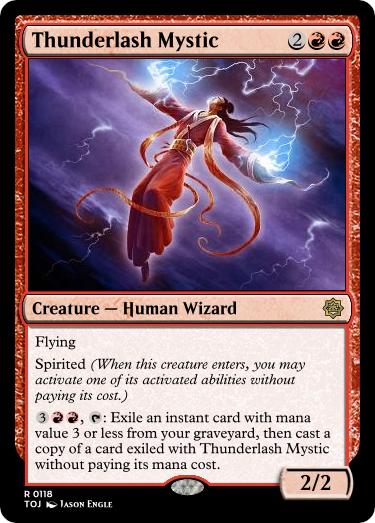 Thunderlash Mystic 2
Creature — Human Wizard
Flying
Spirited (When this creature enters, you may
activate one of its activated abilities without
paying its cost.)
3, : Exile an instant card with mana
value 3 or less from your graveyard, then cast a
copy of a card exiled with Thunderlash Mystic
without paying its mana cost.
2/2
R 0118
TOJ Jason Engle